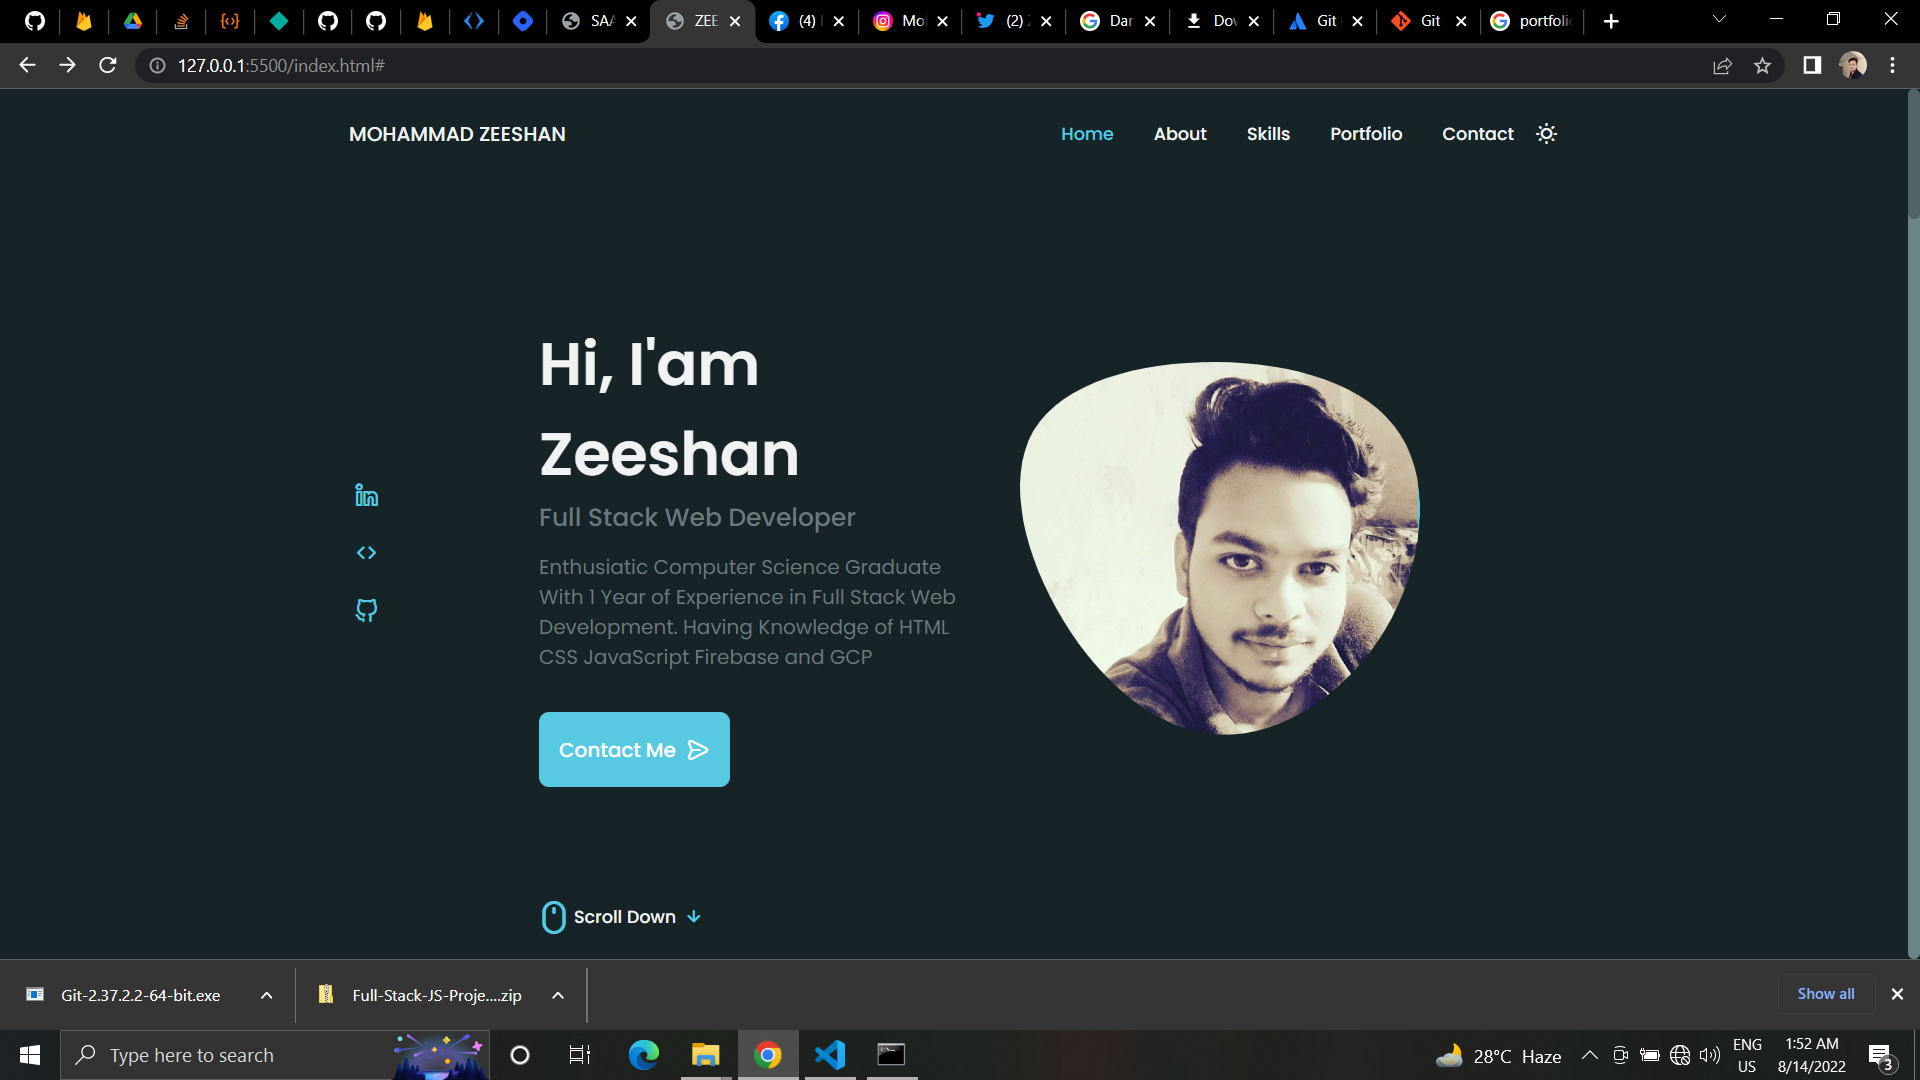 SAA
ZEE
(4)
Mo
(2)
Dar
Dov
Git
Git
portfolio
127.0.0.1:5500/index.html#
MOHAMMAD ZEESHAN
Home
About
Skills
Portfolio
Contact
Hi, I'am
Zeeshan
Full Stack Web Developer
Enthusiatic Computer Science Graduate
With 1 Year of Experience in Full Stack Web
Development. Having Knowledge of HTML
CSS JavaScript Firebase and GCP
Contact Me
Scroll Down
Git-2.37.2.2-64-bit.exe
Full-Stack-JS-Proje....zip
Show all
Type here to search
28°C Haze
ENG
US
1:52 AM
8/14/2022
3